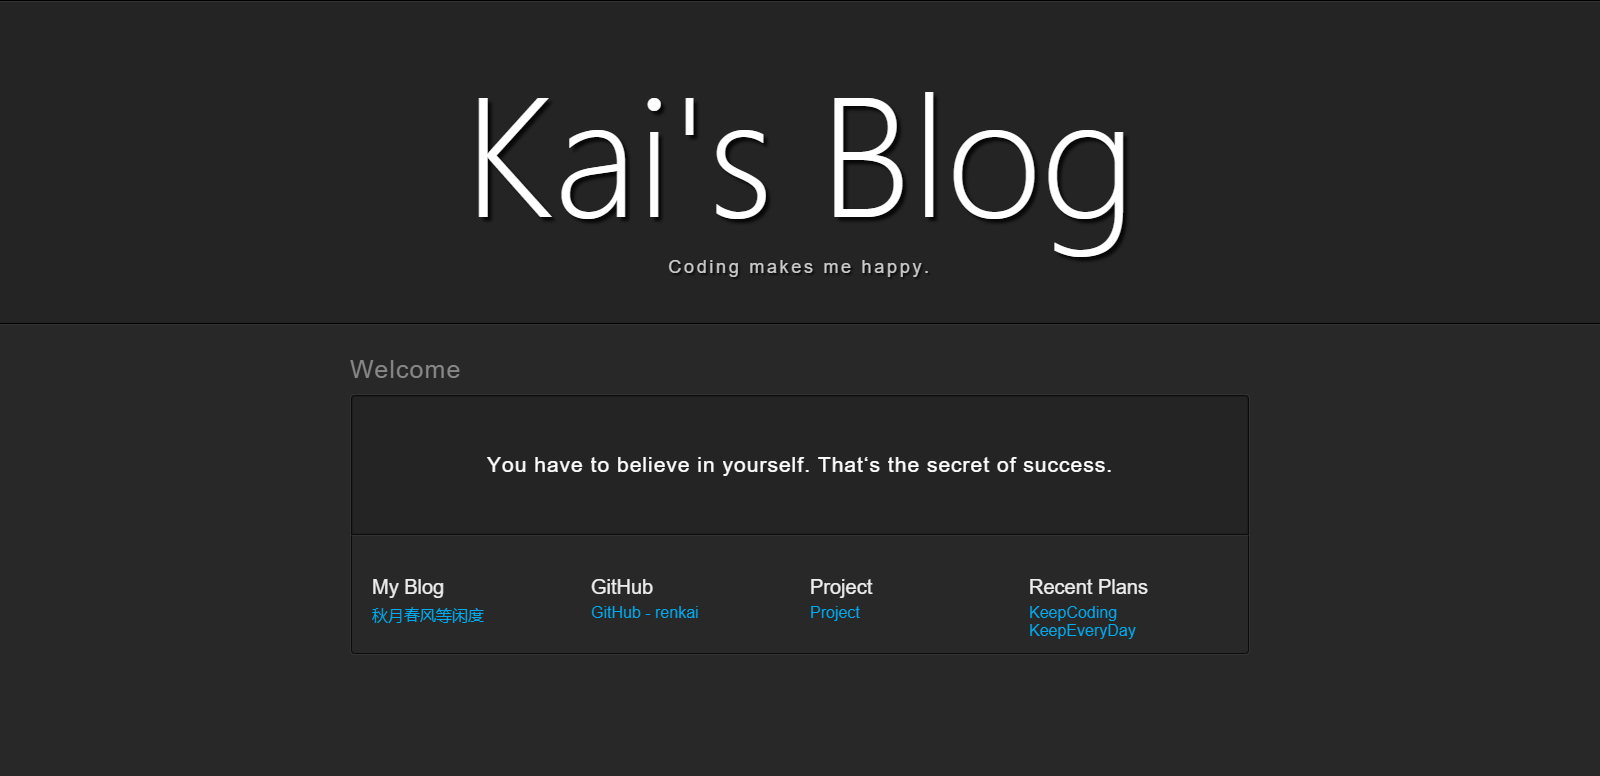 Kai's Blog
Coding makes me happy.
Welcome
You have to believe in yourself. That‘s the secret of success.
My Blog
秋月春风等闲度
GitHub
GitHub - renkai
Project
Project
Recent Plans
KeepCoding
KeepEveryDay